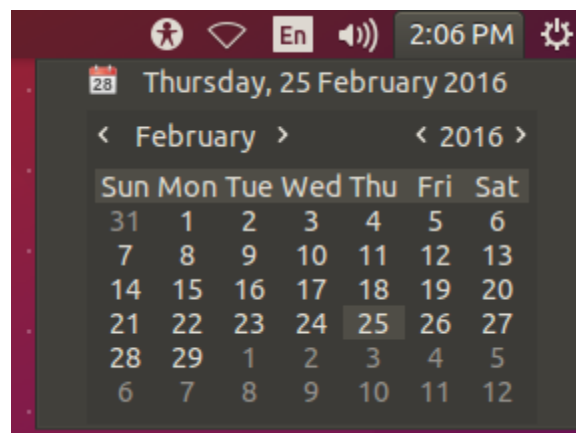 En 2:06 PM
28 Thursday, 25 February 2016
< February > < 2016 >
Sun Mon Tue Wed Thu Fri Sat
31 1 2 3 4 5 6
7 8 9 10 11 12 13
14 15 16 17 18 19 20
21 22 23 24 25 26 27
28 29 1 2 3 4 5
6 7 8 9 10 11 12